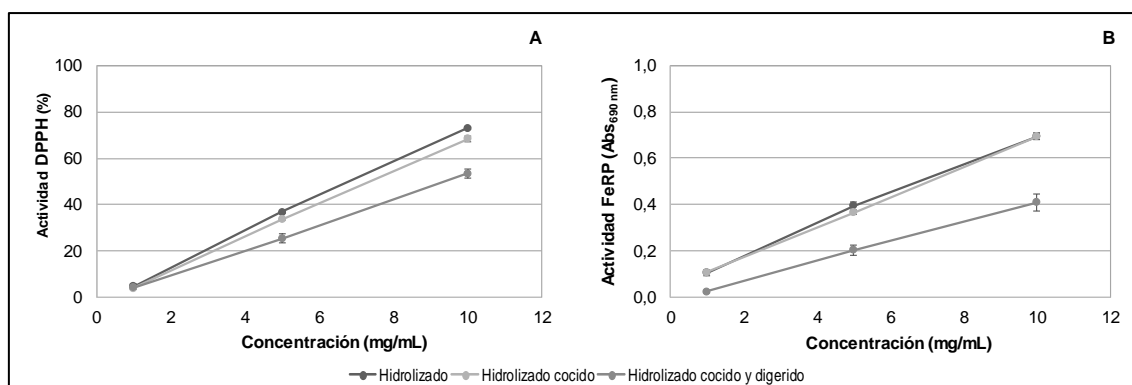 A
Actividad DPPH (%)
100
80
60
40
20
0
0 2 4 6 8 10 12
Concentración (mg/mL)
B
Actividad FeRP (Abs690 nm)
1,0
0,8
0,6
0,4
0,2
0,0
0 2 4 6 8 10 12
Concentración (mg/mL)
Hidrolizado Hidrolizado cocido Hidrolizado cocido y digerido